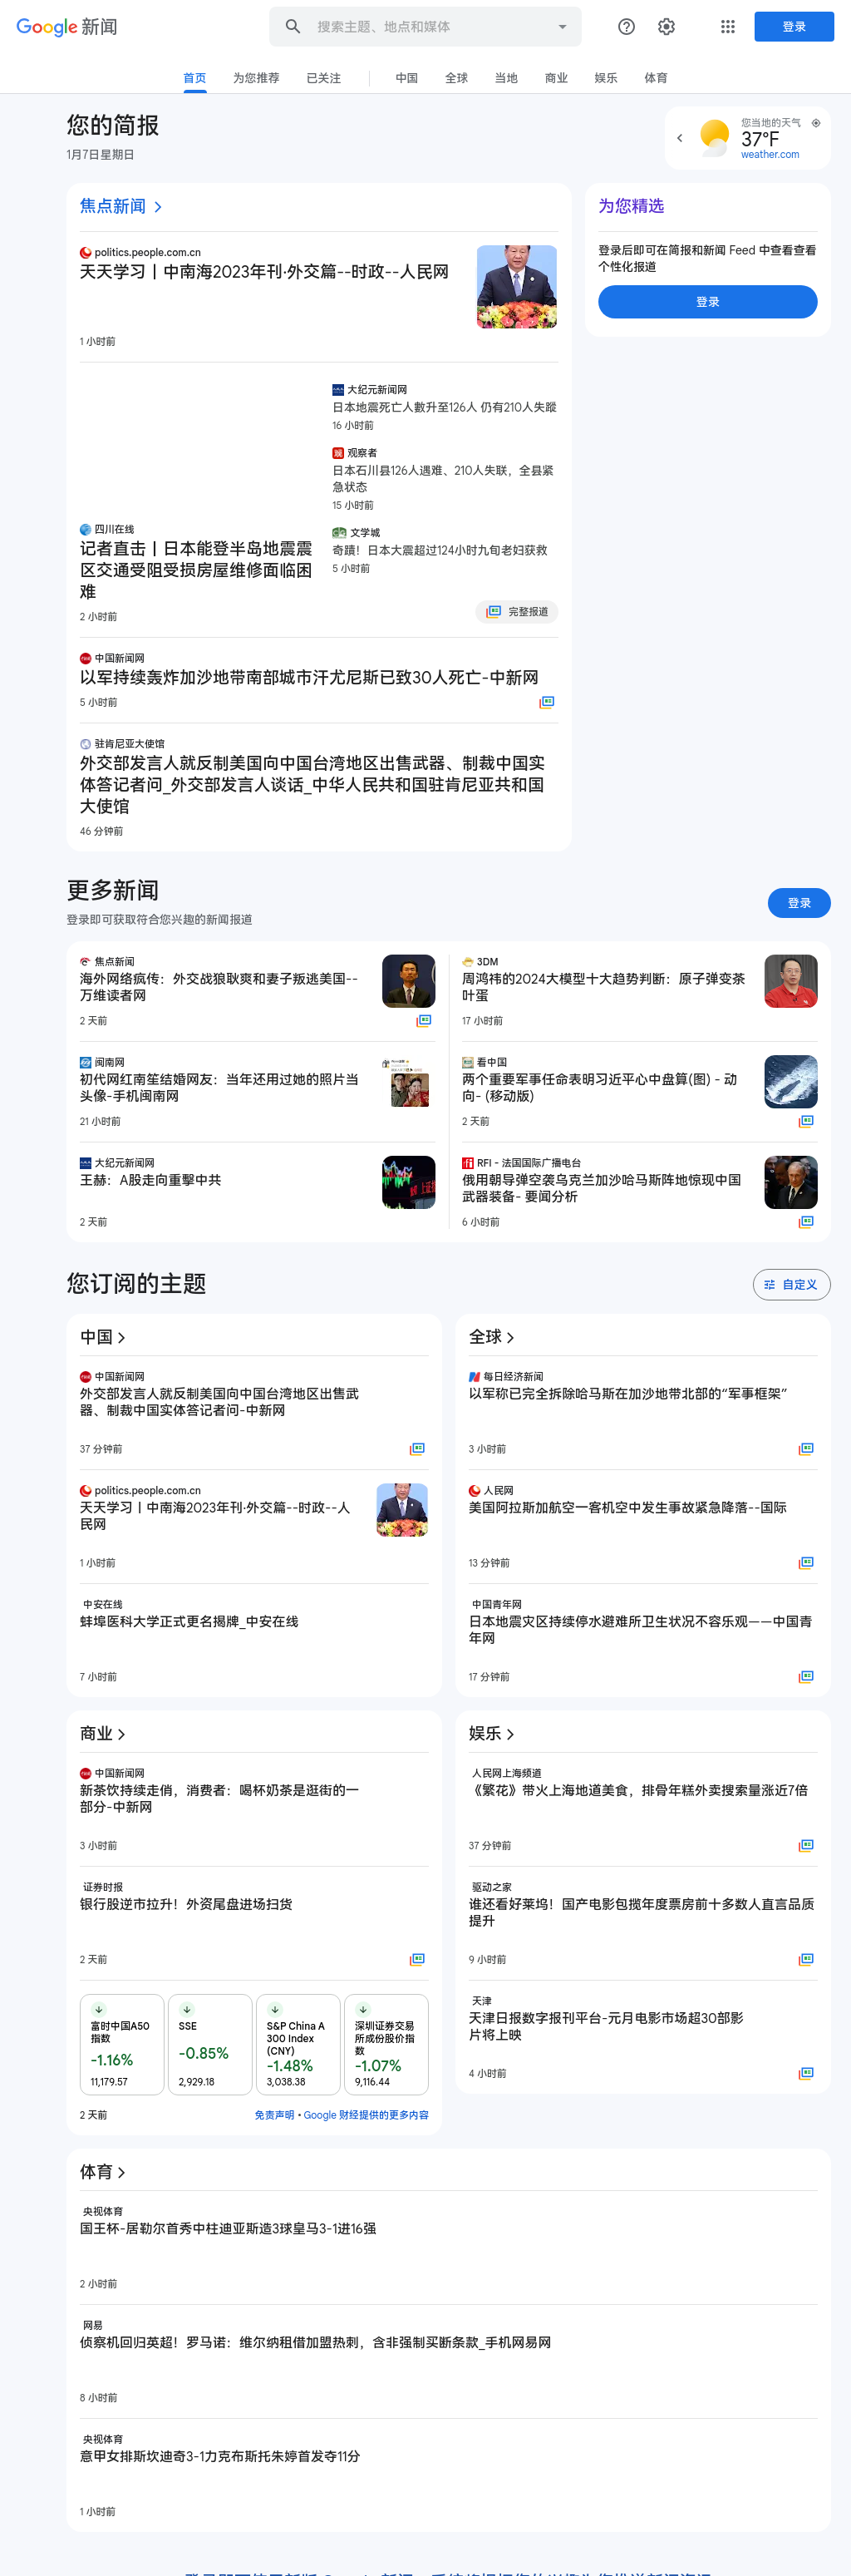 Google 新闻
搜索主题、地点和媒体
登录
首页
为您推荐
已关注
中国
全球
当地
商业
娱乐
体育
您的简报
1月7日星期日
您当地的天气
37°F
weather.com
焦点新闻
politics.people.com.cn
天天学习丨中南海2023年刊·外交篇--时政--人民网
1 小时前
为您精选
登录后即可在简报和新闻 Feed 中查看查看
个性化报道
登录
四川在线
记者直击丨日本能登半岛地震震
区交通受阻受损房屋维修面临困
难
2 小时前
大纪元新闻网
日本地震死亡人數升至126人 仍有210人失蹤
16 小时前
观察者
日本石川县126人遇难、210人失联，全县紧
急状态
15 小时前
文学城
奇蹟！日本大震超过124小时九旬老妇获救
5 小时前
完整报道
中国新闻网
以军持续轰炸加沙地带南部城市汗尤尼斯已致30人死亡-中新网
5 小时前
驻肯尼亚大使馆
外交部发言人就反制美国向中国台湾地区出售武器、制裁中国实
体答记者问_外交部发言人谈话_中华人民共和国驻肯尼亚共和国
大使馆
46 分钟前
更多新闻
登录即可获取符合您兴趣的新闻报道
登录
焦点新闻
海外网络疯传：外交战狼耿爽和妻子叛逃美国--
万维读者网
2 天前
3DM
周鸿祎的2024大模型十大趋势判断：原子弹变茶
叶蛋
17 小时前
闽南网
初代网红南笙结婚网友：当年还用过她的照片当
头像-手机闽南网
21 小时前
看中国
两个重要军事任命表明习近平心中盘算(图) - 动
向- (移动版)
2 天前
大纪元新闻网
王赫：A股走向重擊中共
2 天前
RFI - 法国国际广播电台
俄用朝导弹空袭乌克兰加沙哈马斯阵地惊现中国
武器装备- 要闻分析
6 小时前
您订阅的主题
自定义
中国
中国新闻网
外交部发言人就反制美国向中国台湾地区出售武
器、制裁中国实体答记者问-中新网
37 分钟前
politics.people.com.cn
天天学习丨中南海2023年刊·外交篇--时政--人
民网
1 小时前
中安在线
蚌埠医科大学正式更名揭牌_中安在线
7 小时前
全球
每日经济新闻
以军称已完全拆除哈马斯在加沙地带北部的“军事框架”
3 小时前
人民网
美国阿拉斯加航空一客机空中发生事故紧急降落--国际
13 分钟前
中国青年网
日本地震灾区持续停水避难所卫生状况不容乐观——中国青
年网
17 分钟前
商业
中国新闻网
新茶饮持续走俏，消费者：喝杯奶茶是逛街的一
部分-中新网
3 小时前
证券时报
银行股逆市拉升！外资尾盘进场扫货
2 天前
富时中国A50
指数
-1.16%
11,179.57
SSE
-0.85%
2,929.18
S&P China A
300 Index
(CNY)
-1.48%
3,038.38
深圳证券交易
所成份股价指
数
-1.07%
9,116.44
2 天前
免责声明 • Google 财经提供的更多内容
娱乐
人民网上海频道
《繁花》带火上海地道美食，排骨年糕外卖搜索量涨近7倍
37 分钟前
驱动之家
谁还看好莱坞！国产电影包揽年度票房前十多数人直言品质
提升
9 小时前
天津
天津日报数字报刊平台-元月电影市场超30部影
片将上映
4 小时前
体育
央视体育
国王杯-居勒尔首秀中柱迪亚斯造3球皇马3-1进16强
2 小时前
网易
侦察机回归英超！罗马诺：维尔纳租借加盟热刺，含非强制买断条款_手机网易网
8 小时前
央视体育
意甲女排斯坎迪奇3-1力克布斯托朱婷首发夺11分
1 小时前